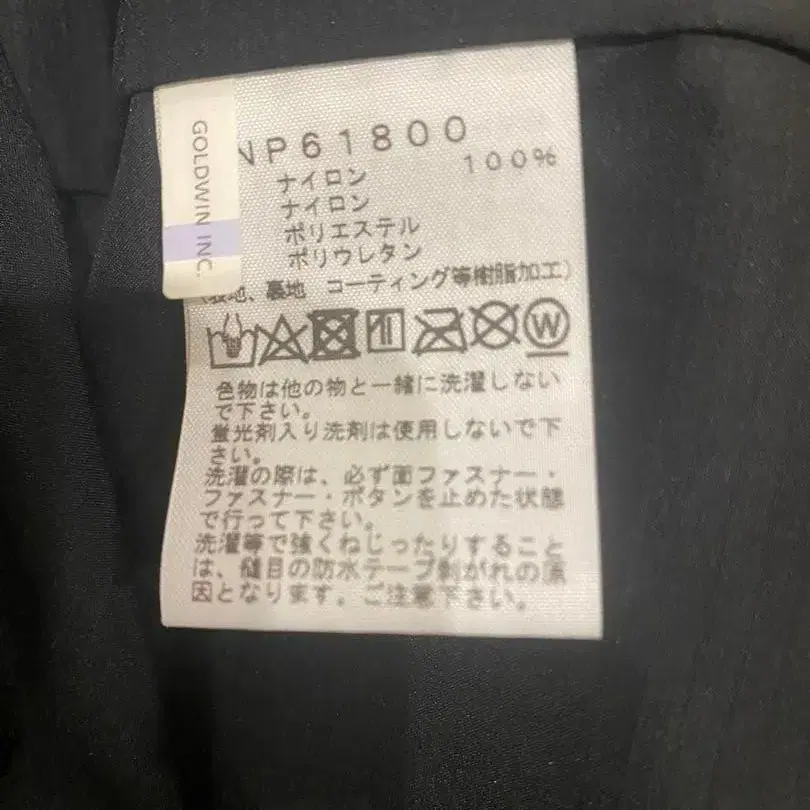 GOLDWIN INC.
NP61800
ナイロン 100%
ナイロン
ポリエステル
ポリウレタン
(表地、裏地 コーティング等樹脂加工)
W
色物は他の物と一緒に洗濯しない
で下さい。
蛍光剤入り洗剤は使用しないで下
さい。
洗濯の際は、必ず面ファスナー・
ファスナー・ボタンを止めた状態
で行って下さい。
洗濯等で強くねじったりすること
は、縫目の防水テープ剥がれの原
因となります。ご注意下さい。